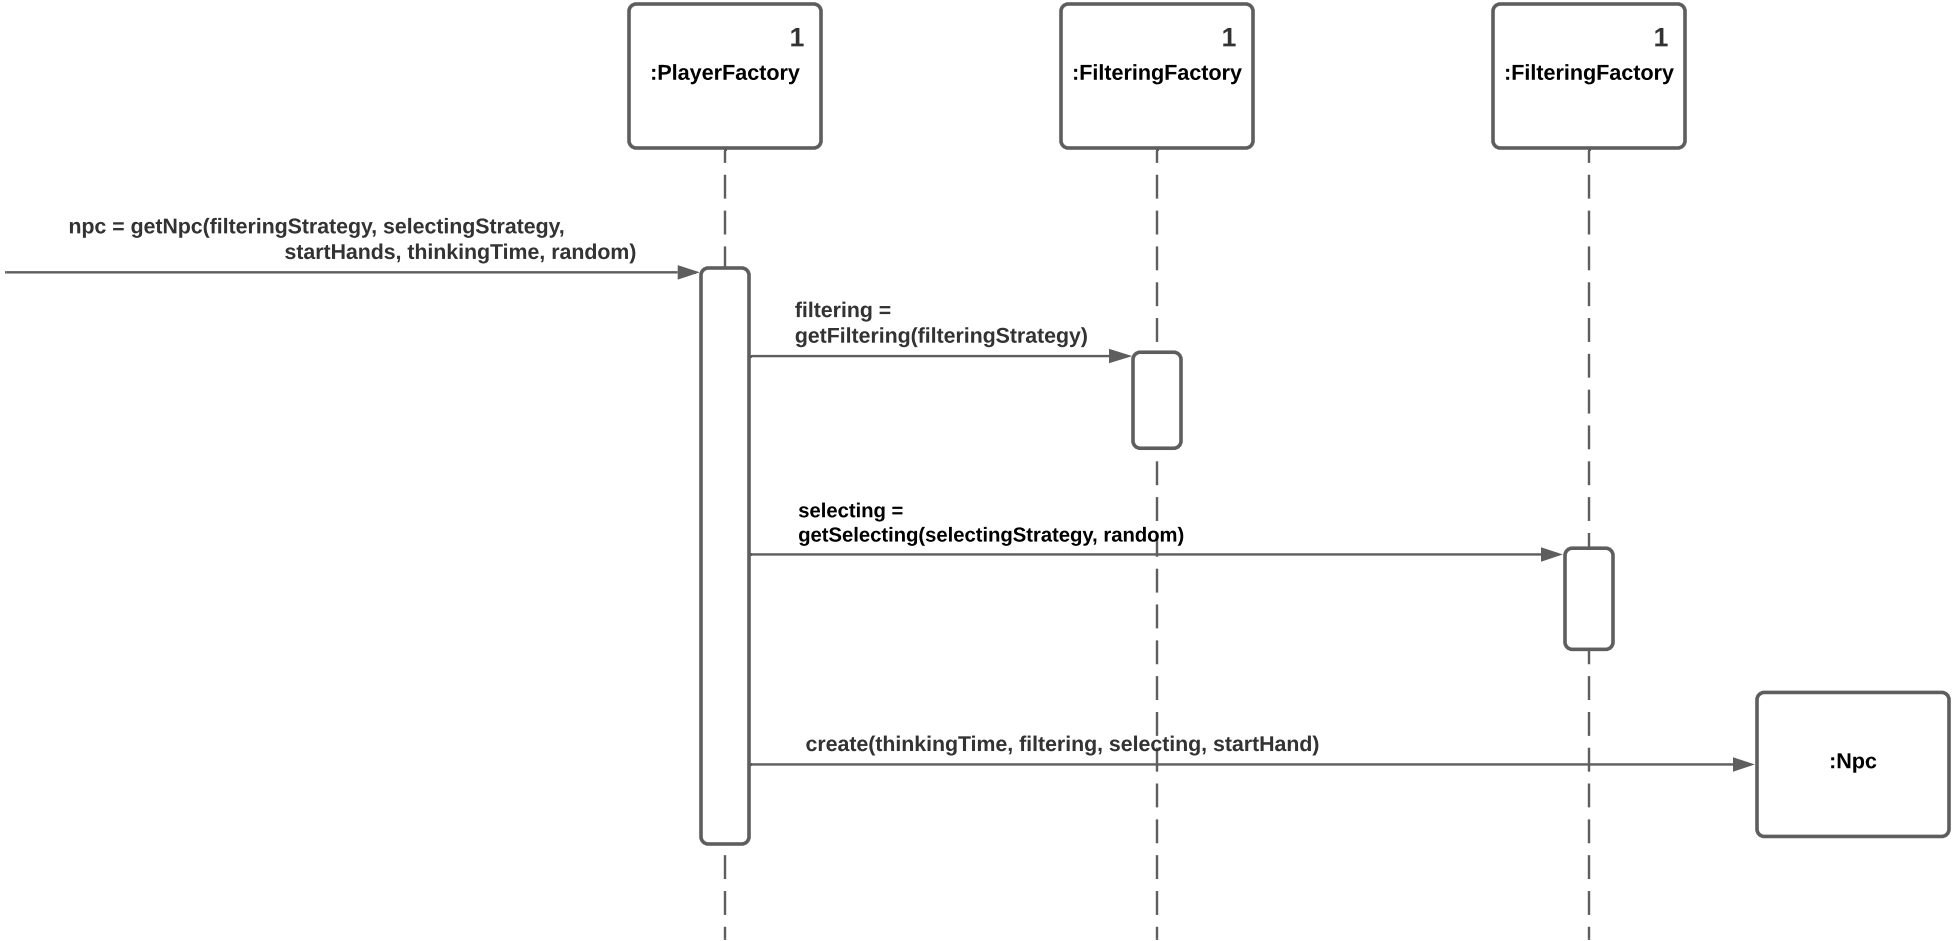 1
:PlayerFactory
1
:FilteringFactory
1
:FilteringFactory
npc = getNpc(filteringStrategy, selectingStrategy,
startHands, thinkingTime, random)
filtering =
getFiltering(filteringStrategy)
selecting =
getSelecting(selectingStrategy, random)
create(thinkingTime, filtering, selecting, startHand)
:Npc